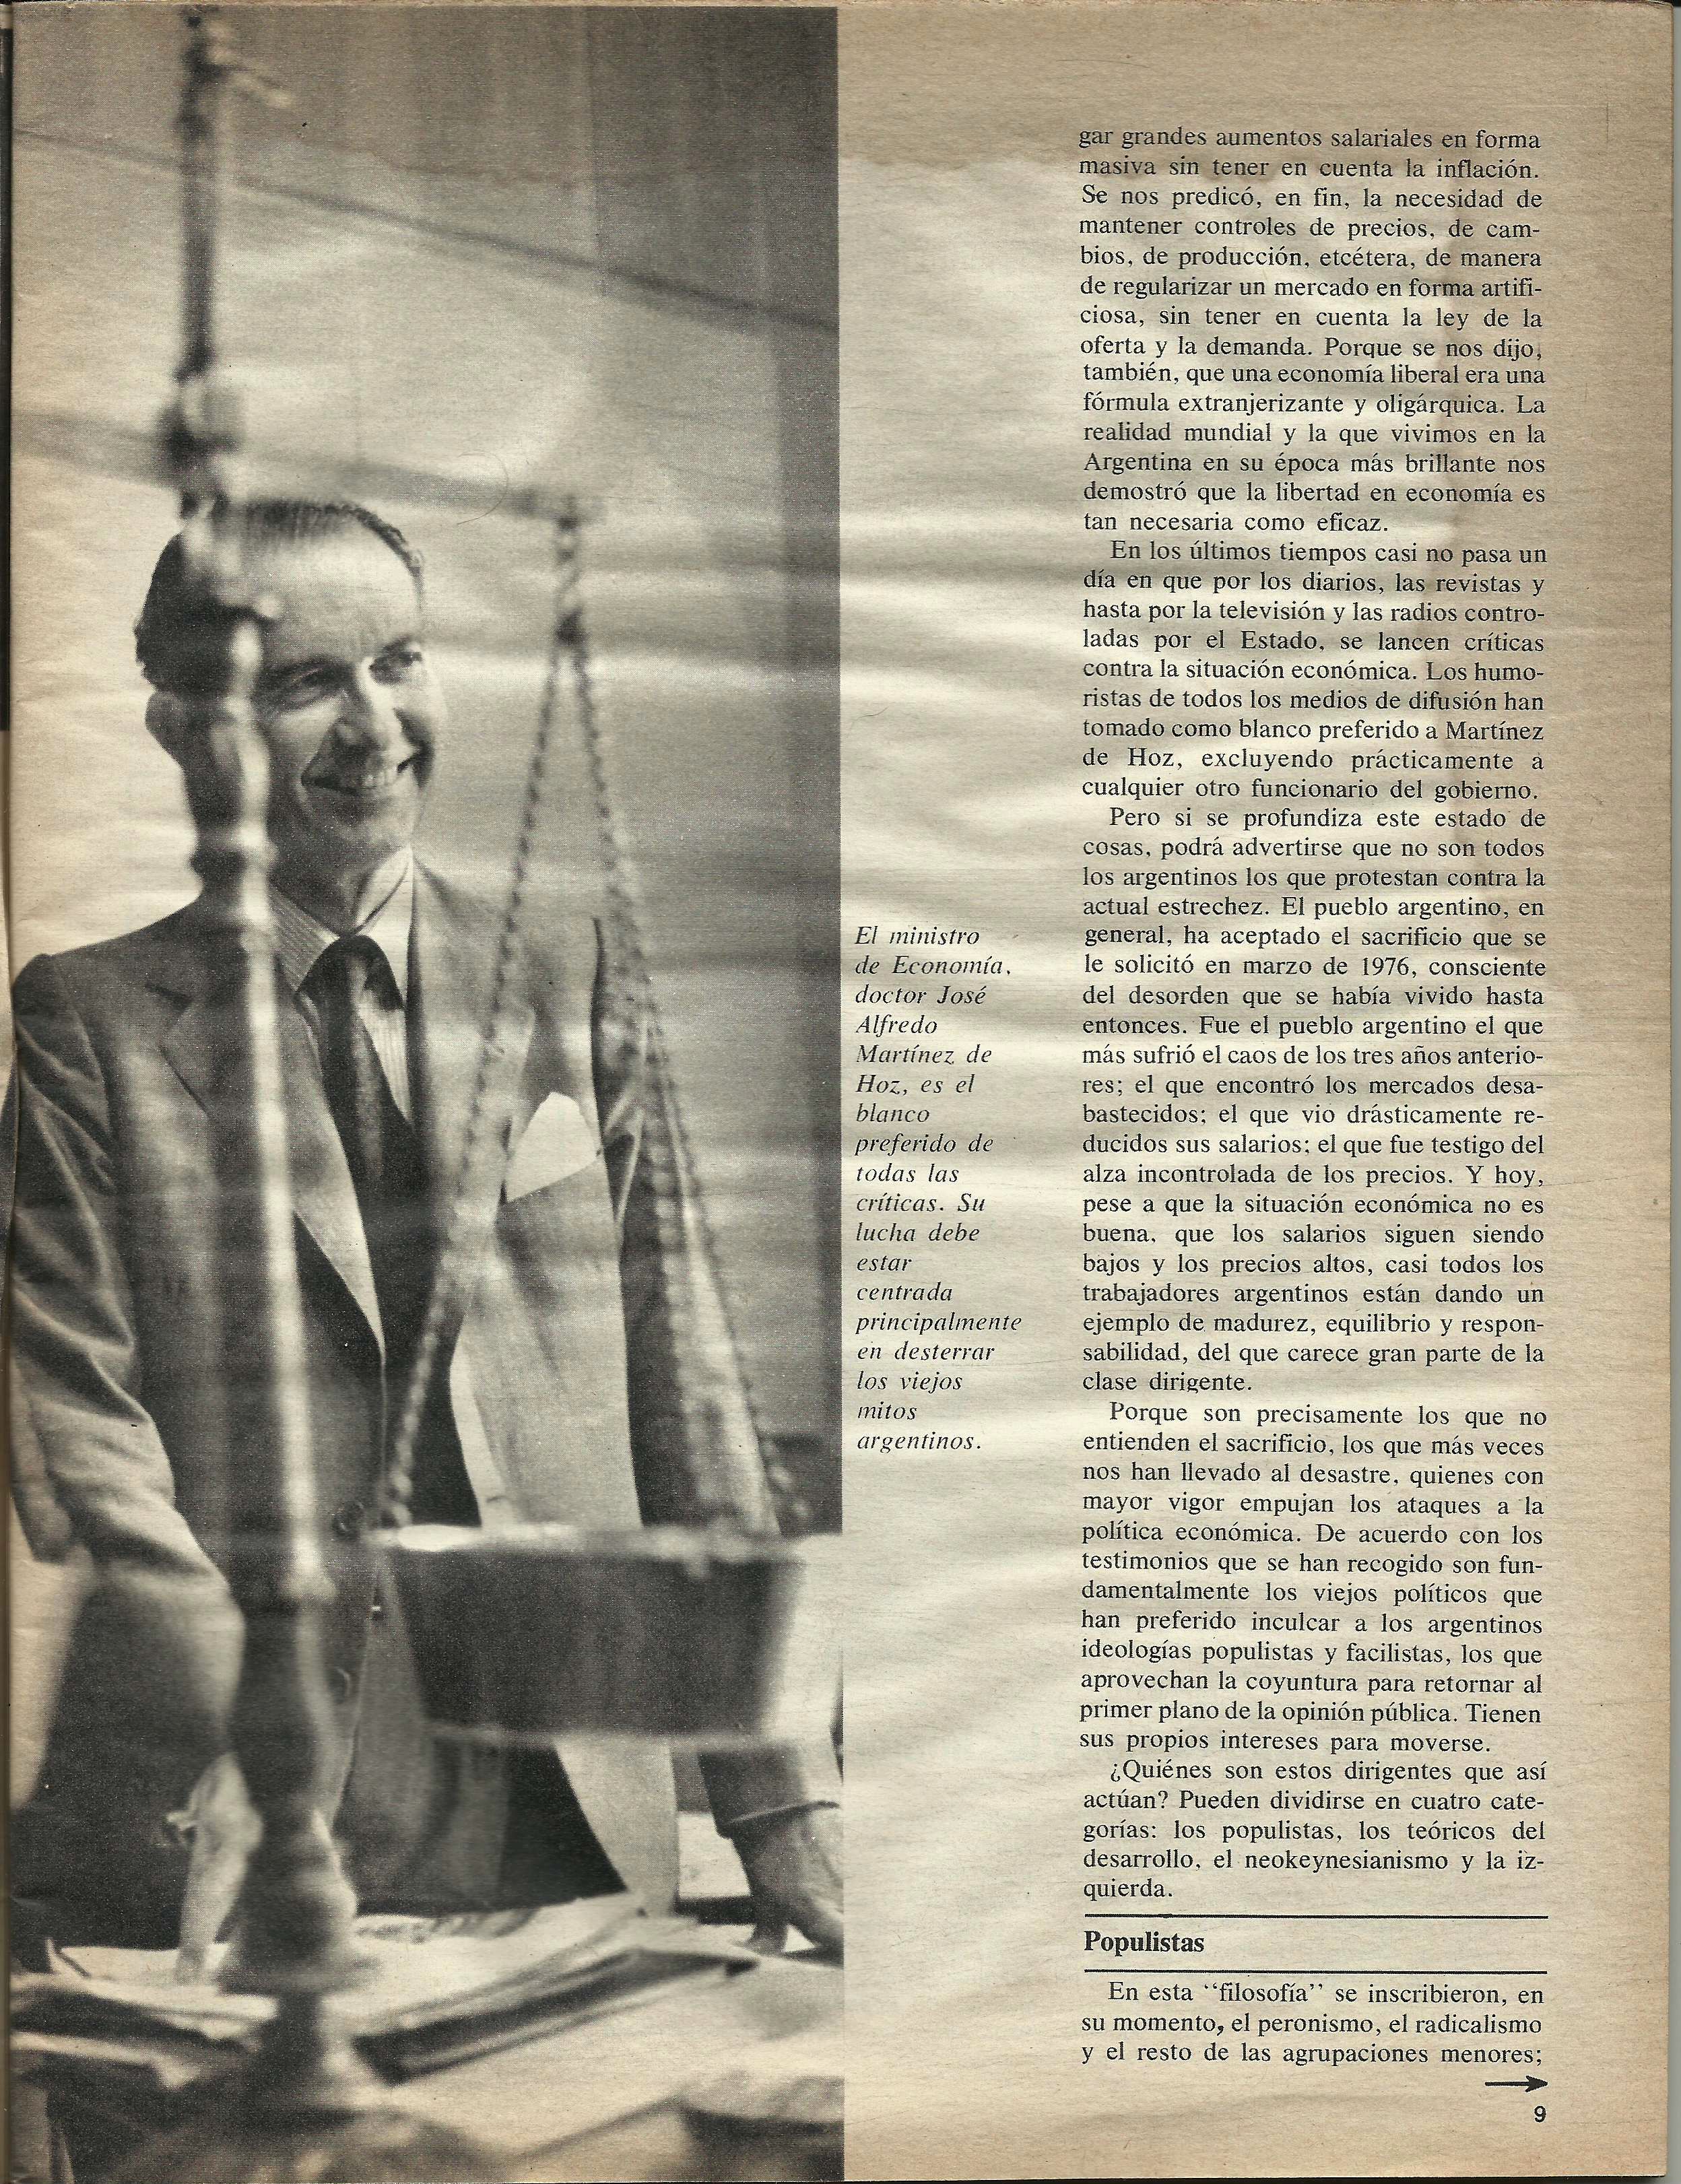 El ministro
de Economía,
doctor José
Alfredo
Martínez de
Hoz, es el
blanco
preferido de
todas las
críticas. Su
lucha debe
estar
centrada
principalmente
en desterrar
los viejos
mitos
argentinos.
gar grandes aumentos salariales en forma
masiva sin tener en cuenta la inflación.
Se nos predicó, en fin, la necesidad de
mantener controles de precios, de cam-
bios, de producción, etcétera, de manera
de regularizar un mercado en forma artifi-
ciosa, sin tener en cuenta la ley de la
oferta y la demanda. Porque se nos dijo,
también, que una economía liberal era una
fórmula extranjerizante y oligárquica. La
realidad mundial y la que vivimos en la
Argentina en su época más brillante nos
demostró que la libertad en economía es
tan necesaria como eficaz.
En los últimos tiempos casi no pasa un
día en que por los diarios, las revistas y
hasta por la televisión y las radios contro-
ladas por el Estado, se lancen críticas
contra la situación económica. Los humo-
ristas de todos los medios de difusión han
tomado como blanco preferido a Martínez
de Hoz, excluyendo prácticamente a
cualquier otro funcionario del gobierno.
Pero si se profundiza este estado de
cosas, podrá advertirse que no son todos
los argentinos los que protestan contra la
actual estrechez. El pueblo argentino, en
general, ha aceptado el sacrificio que se
le solicitó en marzo de 1976, consciente
del desorden que se había vivido hasta
entonces. Fue el pueblo argentino el que
más sufrió el caos de los tres años anterio-
res; el que encontró los mercados desa-
bastecidos; el que vio drásticamente re-
ducidos sus salarios; el que fue testigo del
alza incontrolada de los precios. Y hoy,
pese a que la situación económica no es
buena, que los salarios siguen siendo
bajos y los precios altos, casi todos los
trabajadores argentinos están dando un
ejemplo de madurez, equilibrio y respon-
sabilidad, del que carece gran parte de la
clase dirigente.
Porque son precisamente los que no
entienden el sacrificio, los que más veces
nos han llevado al desastre, quienes con
mayor vigor empujan los ataques a la
política económica. De acuerdo con los
testimonios que se han recogido son fun-
damentalmente los viejos políticos que
han preferido inculcar a los argentinos
ideologías populistas y facilistas, los que
aprovechan la coyuntura para retornar al
primer plano de la opinión pública. Tienen
sus propios intereses para moverse.
¿Quiénes son estos dirigentes que así
actúan? Pueden dividirse en cuatro cate-
gorías: los populistas, los teóricos del
desarrollo, el neokeynesianismo y la iz-
quierda.
Populistas
En esta “filosofía” se inscribieron, en
su momento, el peronismo, el radicalismo
y el resto de las agrupaciones menores;
9